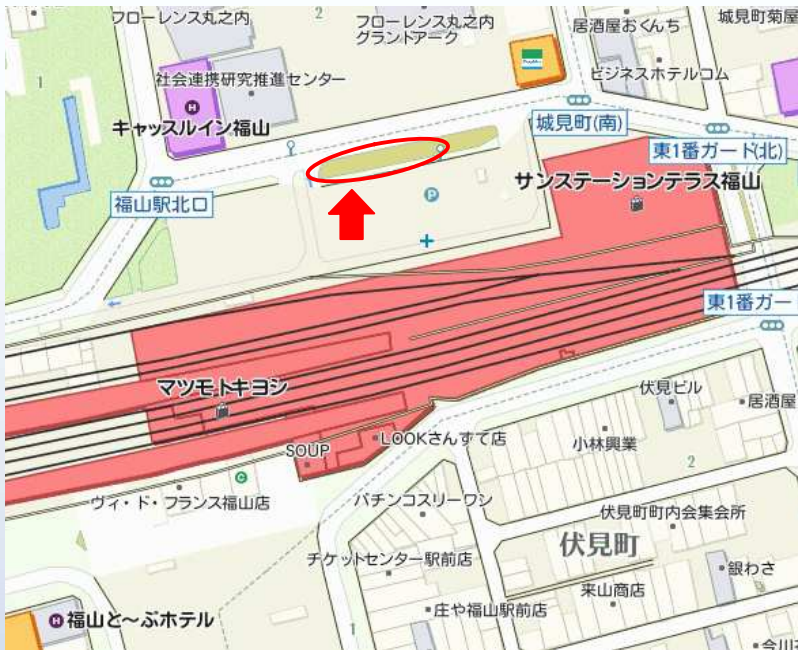 フローレンス丸之内
2
フローレンス丸之内
グランドアーク
居酒屋おくんち
城見町菊屋
1
社会連携研究推進センター
FamilyMart
ビジネスホテルコム
H
キャッスルイン福山
城見町(南)
東1番ガード(北)
福山駅北口
P
サンステーションテラス福山
東1番ガー
マツモトキヨシ
伏見ビル
居酒屋
LOOKさんすて店
小林興業
SOUP
2
C
ヴィ・ド・フランス福山店
パチンコスリーワン
伏見町町内会集会所
伏見町
チケットセンター駅前店
銀わさ
来山商店
H 福山と~ぶホテル
庄や福山駅前店
1